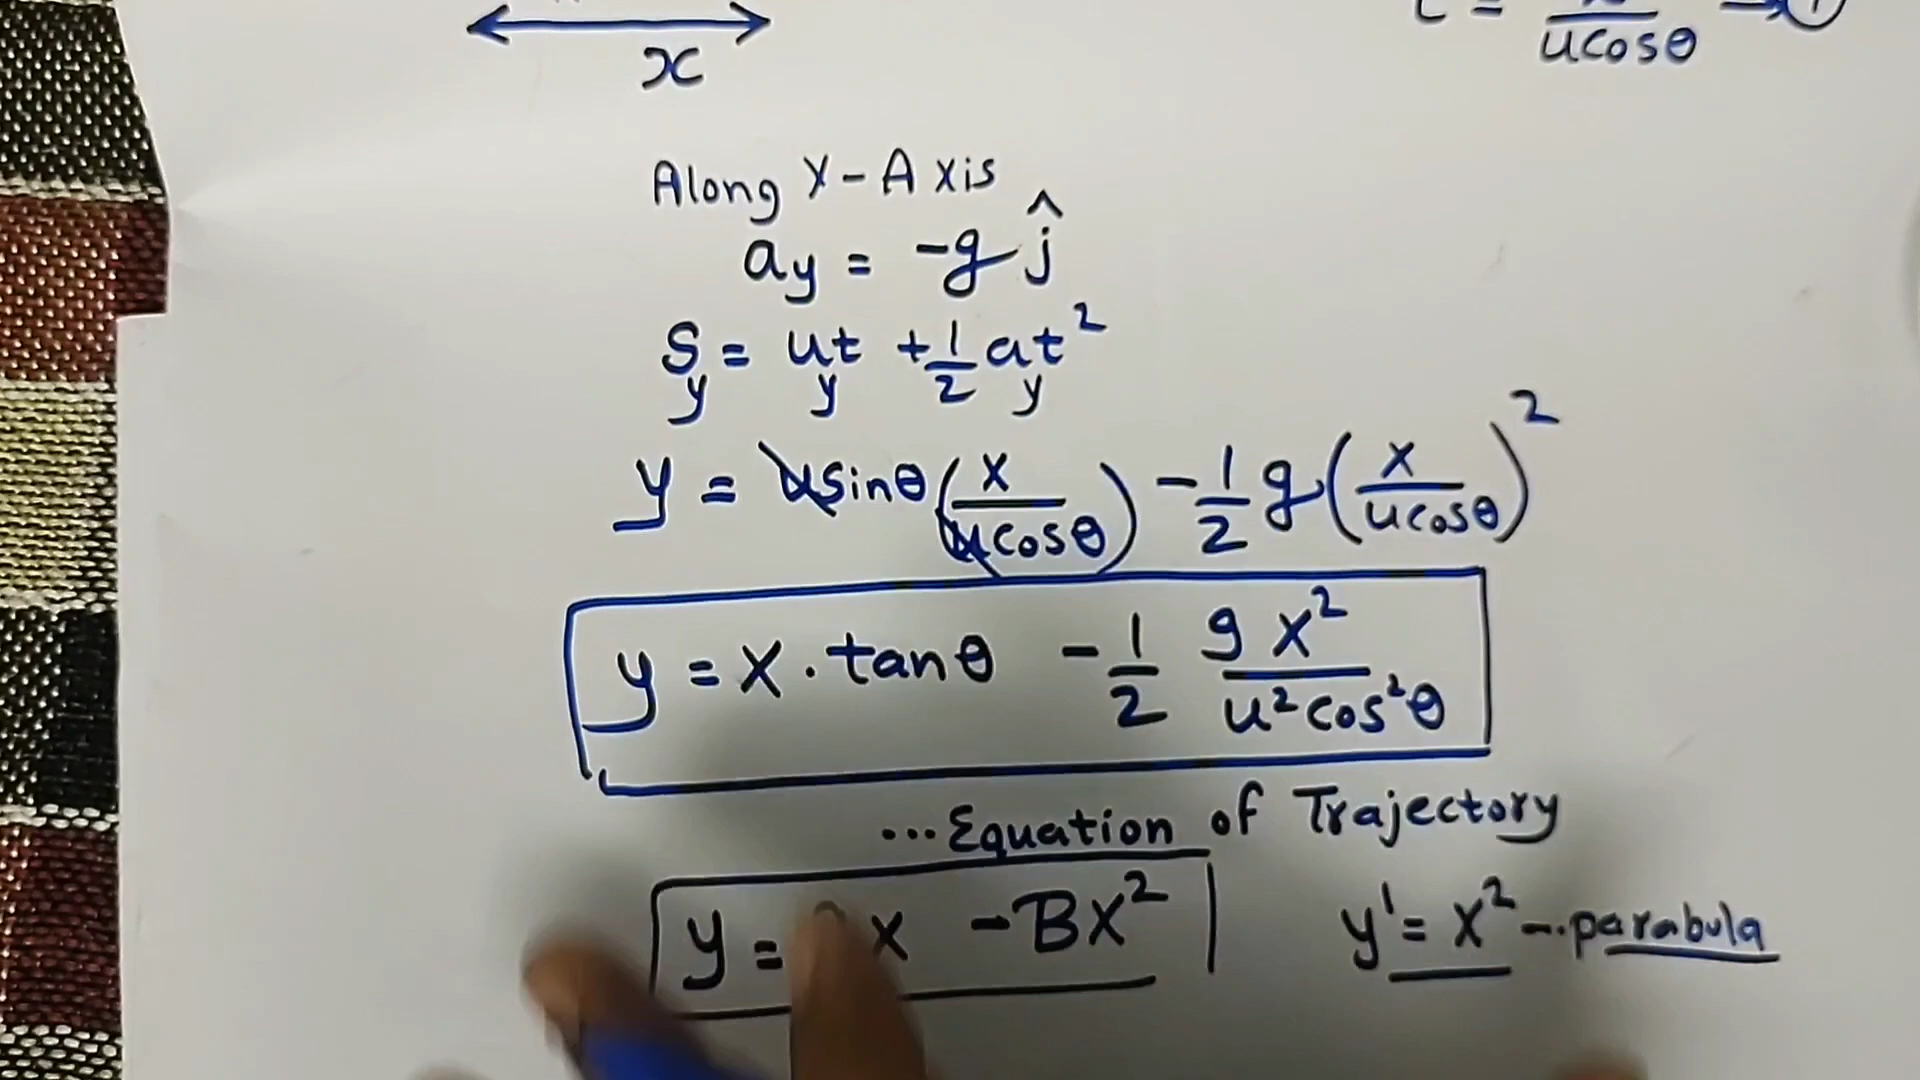 x
ucosθ → 1
Along Y-Axis
ay = -g ĵ
Sy = uyt + 1/2 ayt²
y = usinθ (x/ucosθ) - 1/2 g (x/ucosθ)²
y = x . tanθ - 1/2 gx²/u²cos²θ
... Equation of Trajectory
y = x - Bx²
y' = x² -.. parabula